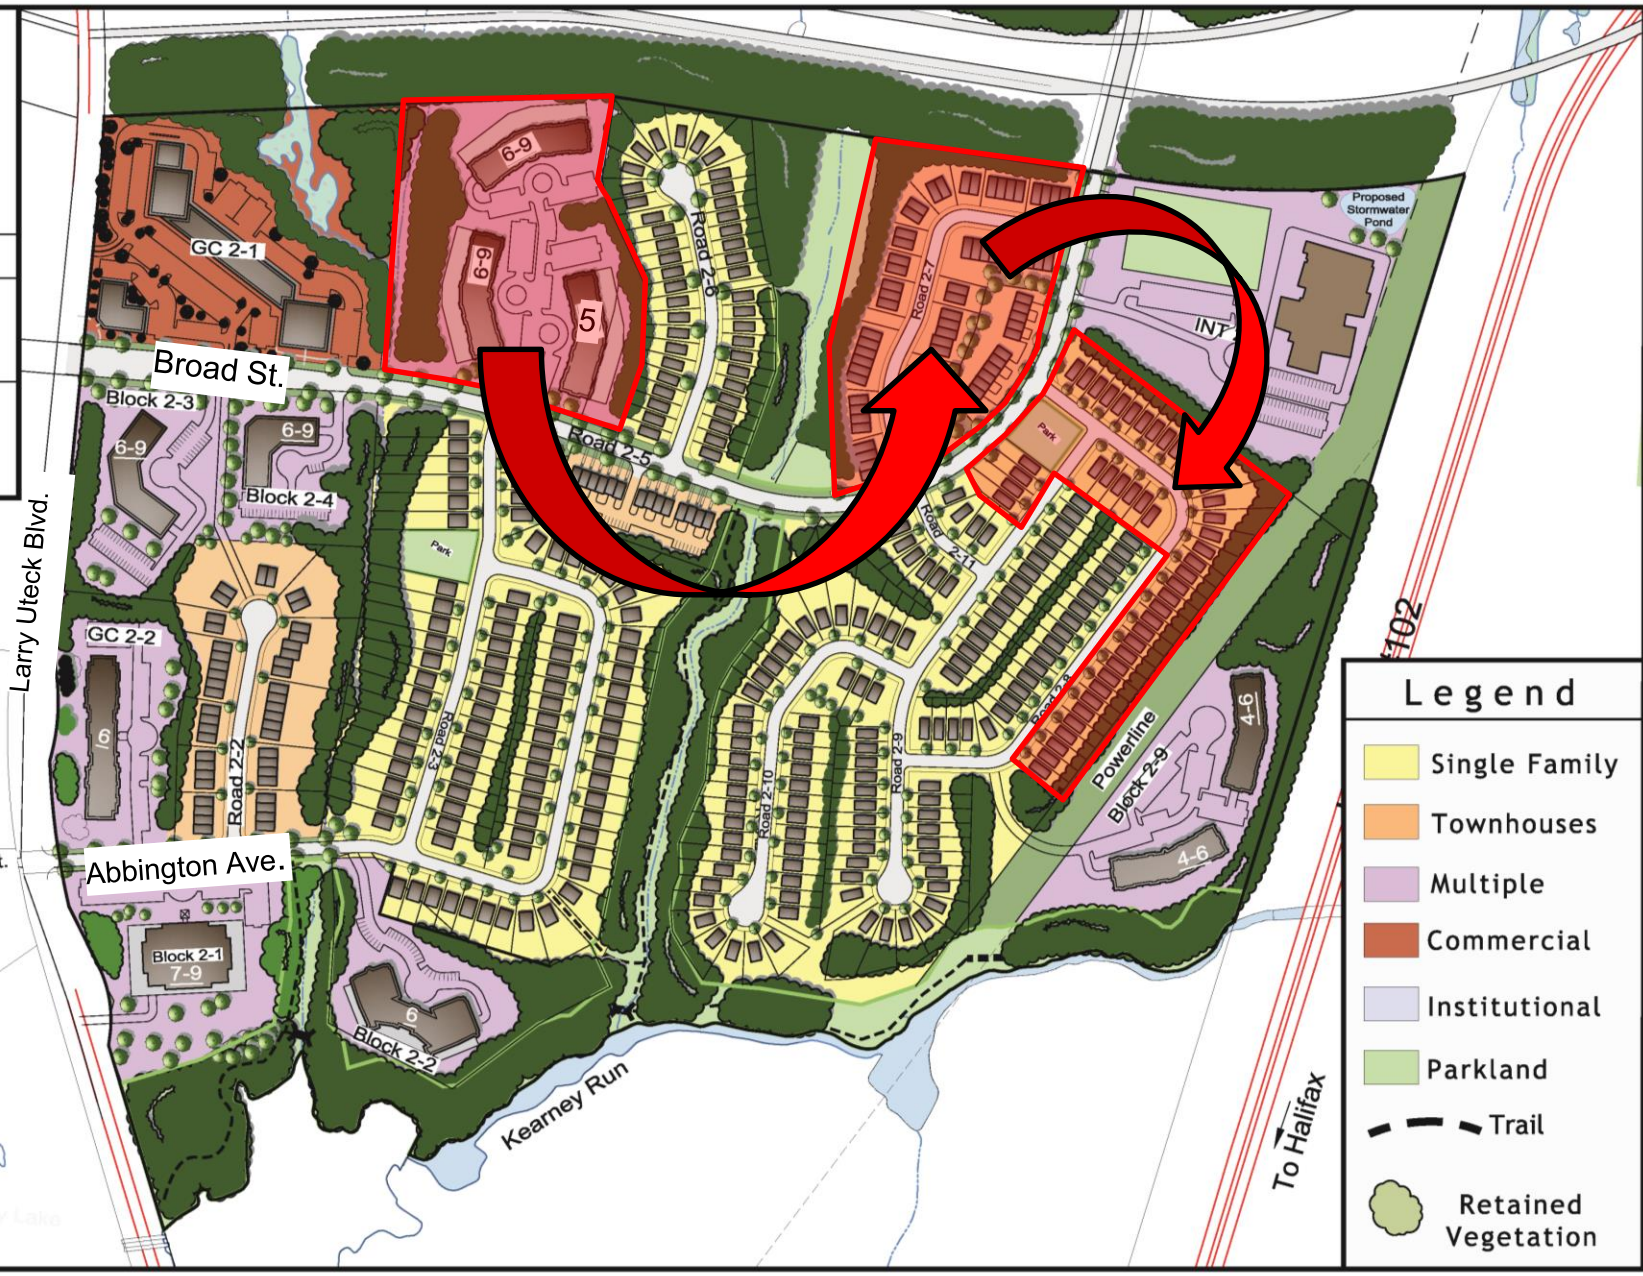 Proposed
Stormwater
Pond
6-9
6-9
5
GC 2-1
Road 2-6
Road 2-7
INT
Broad St.
Block 2-3
6-9
6-9
Block 2-4
Road 2-5
Park
Park
Road 2-11
Larry Uteck Blvd.
GC 2-2
6
Road 2-2
Road 2-3
Road 2-10
Road 2-9
Road 2-8
Powerline
Block 2-9
4-6
4-6
102
Abbington Ave.
Block 2-1
7-9
6
Block 2-2
Kearney Run
To Halifax
Legend
Single Family
Townhouses
Multiple
Commercial
Institutional
Parkland
Trail
Retained
Vegetation